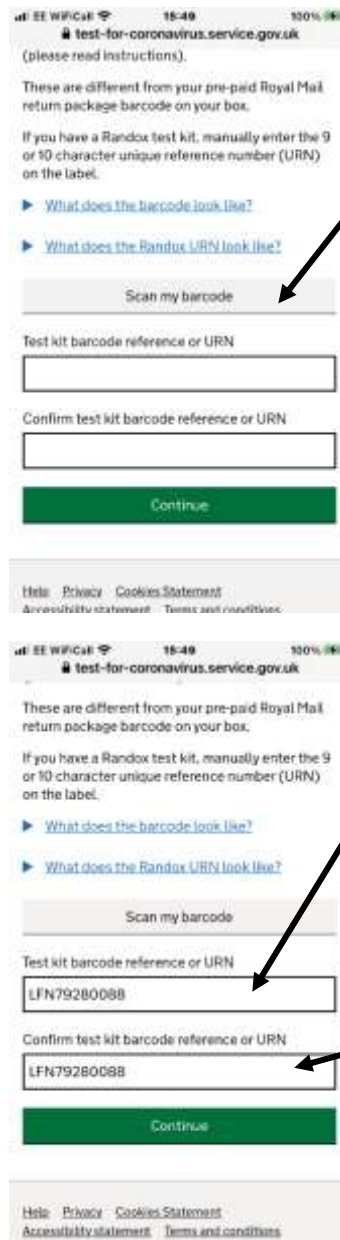 EE WiFiCall 15:49 100%
test-for-coronavirus.service.gov.uk
(please read instructions).
These are different from your pre-paid Royal Mail
return package barcode on your box.
If you have a Randox test kit, manually enter the 9
or 10 character unique reference number (URN)
on the label.
What does the barcode look like?
What does the Randox URN look like?
Scan my barcode
Test kit barcode reference or URN
Confirm test kit barcode reference or URN
Continue
Help Privacy Cookies Statement
Accessibility statement Terms and conditions
EE WiFiCall 15:49 100%
test-for-coronavirus.service.gov.uk
These are different from your pre-paid Royal Mail
return package barcode on your box.
If you have a Randox test kit, manually enter the 9
or 10 character unique reference number (URN)
on the label.
What does the barcode look like?
What does the Randox URN look like?
Scan my barcode
Test kit barcode reference or URN
LFN79280088
Confirm test kit barcode reference or URN
LFN79280088
Continue
Help Privacy Cookies Statement
Accessibility statement Terms and conditions